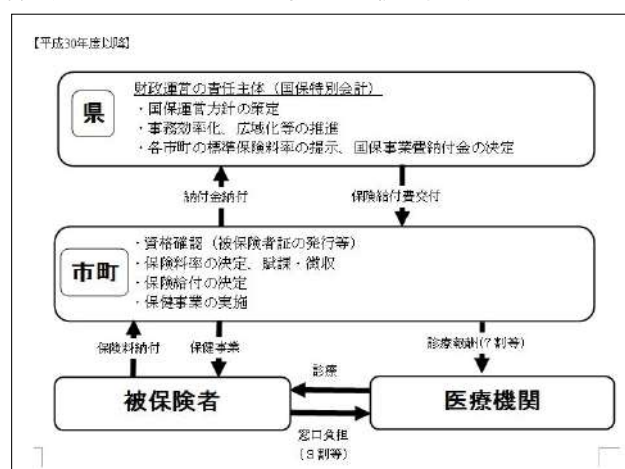 【平成30年度以降】
県
財政運営の責任主体（国保特別会計）
・国保運営方針の策定
・事務効率化、広域化等の推進
・各市町の標準保険料率の提示、国保事業費納付金の決定
納付金納付
保険給付費交付
市町
・資格確認（被保険者証の発行等）
・保険料率の決定、賦課・徴収
・保険給付の決定
・保健事業の実施
保険料納付
保健事業
診療報酬(7割等)
被保険者
診療
医療機関
窓口負担
（3割等）